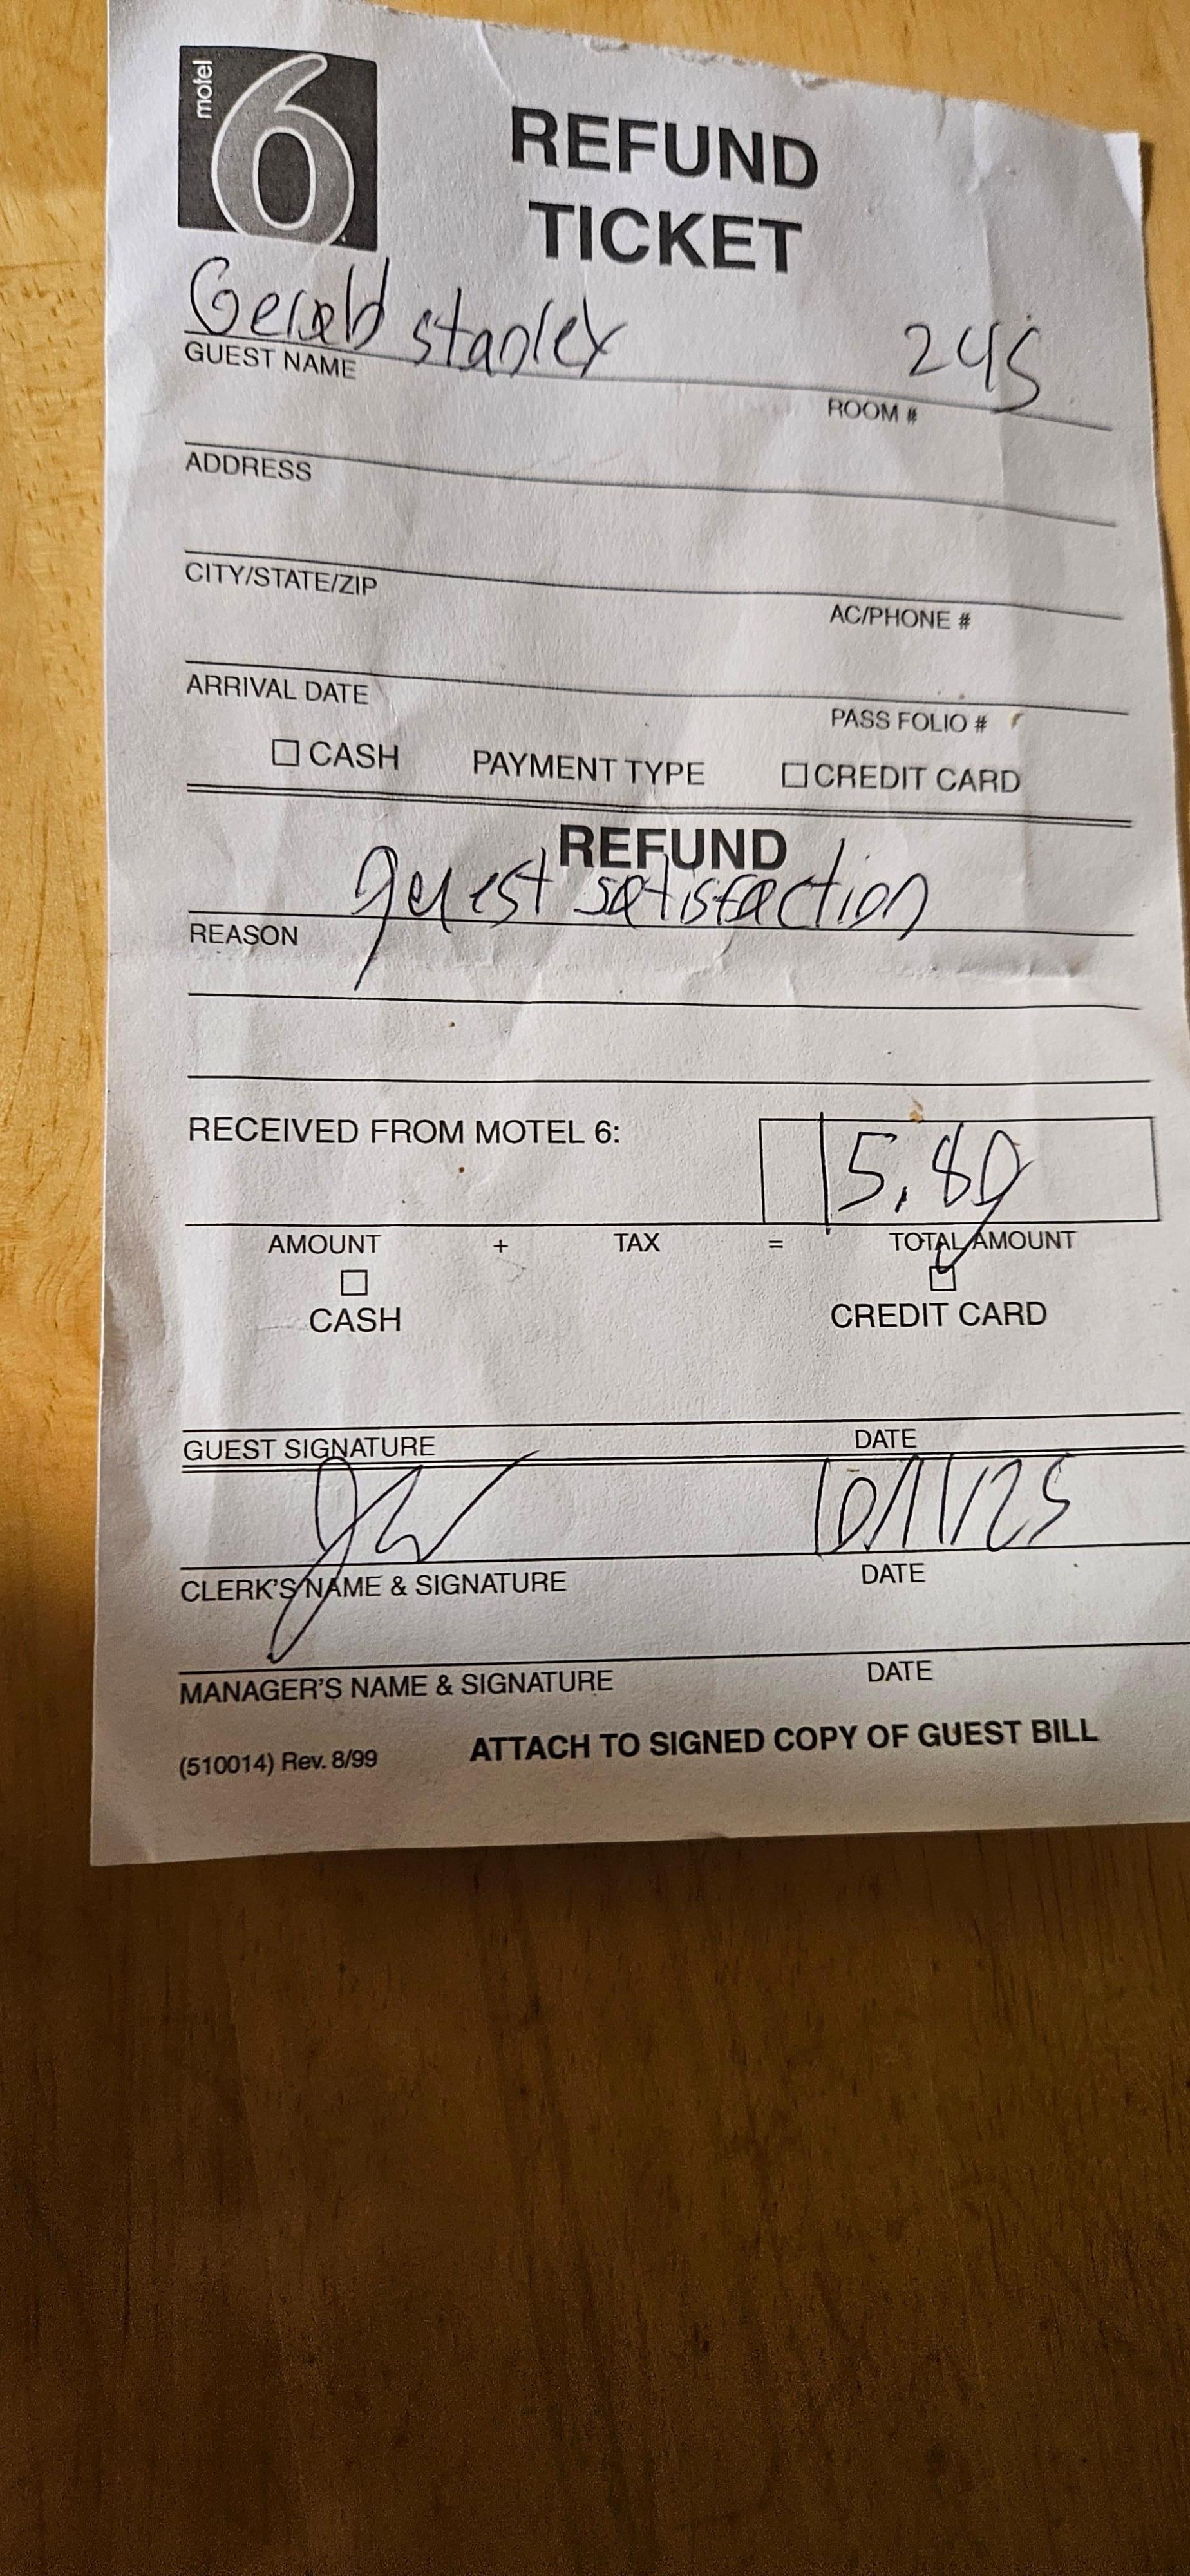 motel
6
REFUND
TICKET
Gerald Stanley 245
GUEST NAME ROOM #
ADDRESS
CITY/STATE/ZIP AC/PHONE #
ARRIVAL DATE PASS FOLIO #
☐ CASH PAYMENT TYPE ☐ CREDIT CARD
REFUND
guest satisfaction
REASON
RECEIVED FROM MOTEL 6: 15.80
AMOUNT + TAX = TOTAL AMOUNT
CASH CREDIT CARD
GUEST SIGNATURE DATE
10/11/25
CLERK'S NAME & SIGNATURE DATE
MANAGER'S NAME & SIGNATURE DATE
(510014) Rev. 8/99 ATTACH TO SIGNED COPY OF GUEST BILL